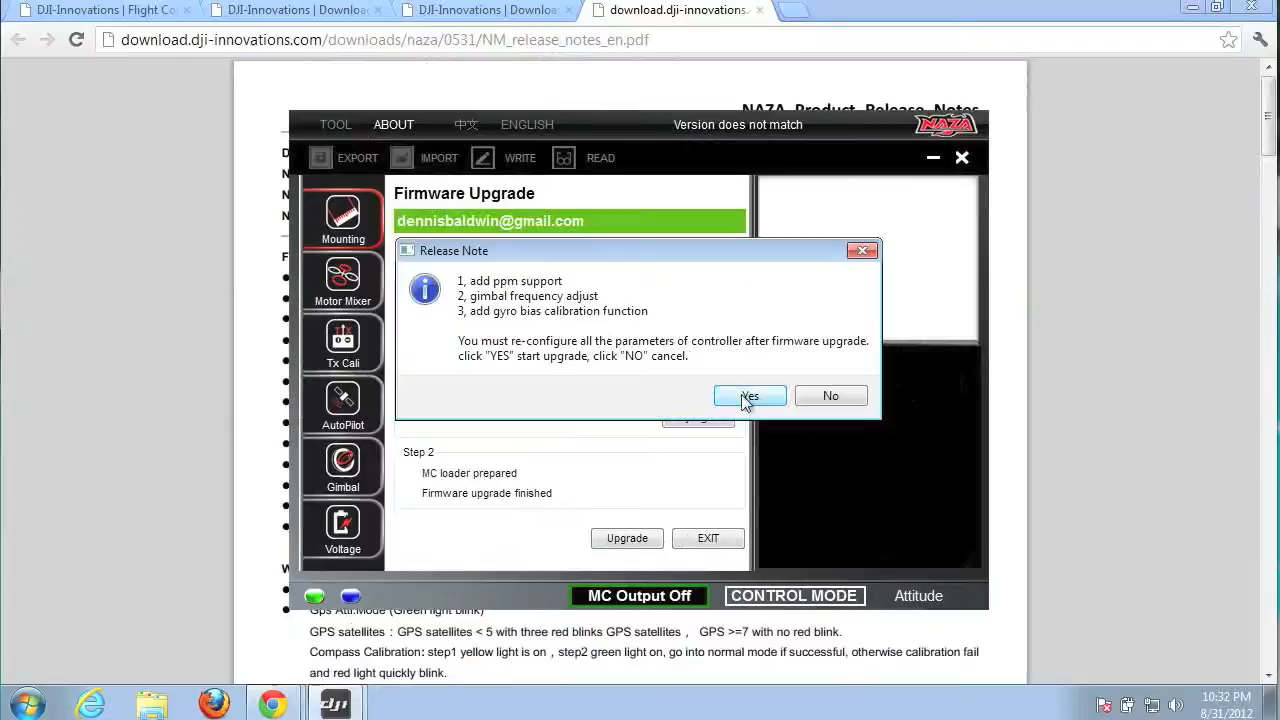 DJI-Innovations | Flight Co
DJI-Innovations | Downloa
DJI-Innovations | Downloa
download.dji-innovations.
download.dji-innovations.com/downloads/naza/0531/NM_release_notes_en.pdf
NAZA Product Release Notes
TOOL ABOUT 中文 ENGLISH Version does not match NAZA
EXPORT IMPORT WRITE READ
Firmware Upgrade
dennisbaldwin@gmail.com
Mounting
Motor Mixer
Tx Cali
AutoPilot
Gimbal
Voltage
Release Note
1, add ppm support
2, gimbal frequency adjust
3, add gyro bias calibration function
You must re-configure all the parameters of controller after firmware upgrade.
click "YES" start upgrade, click "NO" cancel.
Yes No
Step 2
MC loader prepared
Firmware upgrade finished
Upgrade EXIT
MC Output Off CONTROL MODE Attitude
Gps Atti.Mode (Green light blink)
GPS satellites：GPS satellites < 5 with three red blinks GPS satellites， GPS >=7 with no red blink.
Compass Calibration: step1 yellow light is on，step2 green light on, go into normal mode if successful, otherwise calibration fail
and red light quickly blink.
dji
10:32 PM
8/31/2012